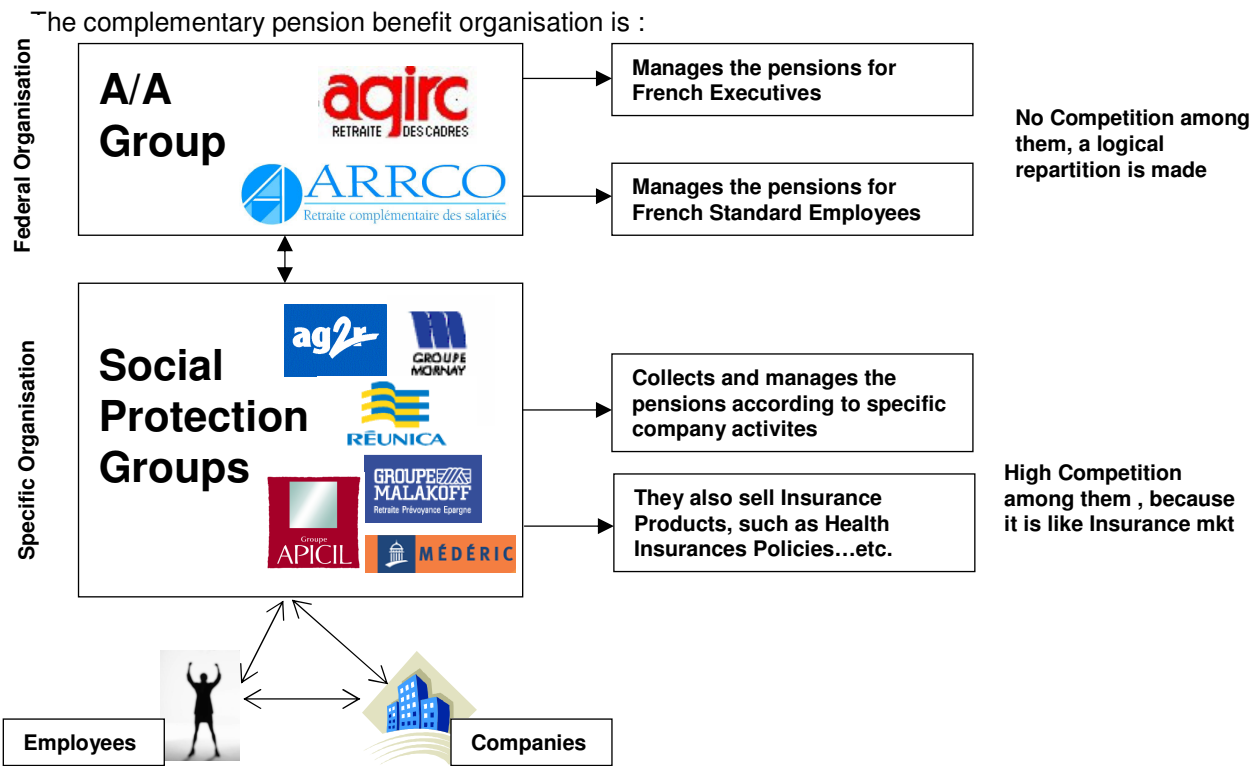 The complementary pension benefit organisation is :
Federal Organisation
A/A
Group
agirc
RETRAITE DES CADRES
ARRCO
Retraite complémentaire des salariés
Manages the pensions for
French Executives
Manages the pensions for
French Standard Employees
No Competition among
them, a logical
repartition is made
Specific Organisation
Social
Protection
Groups
ag2r
GROUPE
MORNAY
RÉUNICA
GROUPE
MALAKOFF
Retraite Prévoyance Epargne
Groupe
APICIL
MÉDÉRIC
Collects and manages the
pensions according to specific
company activites
They also sell Insurance
Products, such as Health
Insurances Policies…etc.
High Competition
among them , because
it is like Insurance mkt
Employees
Companies